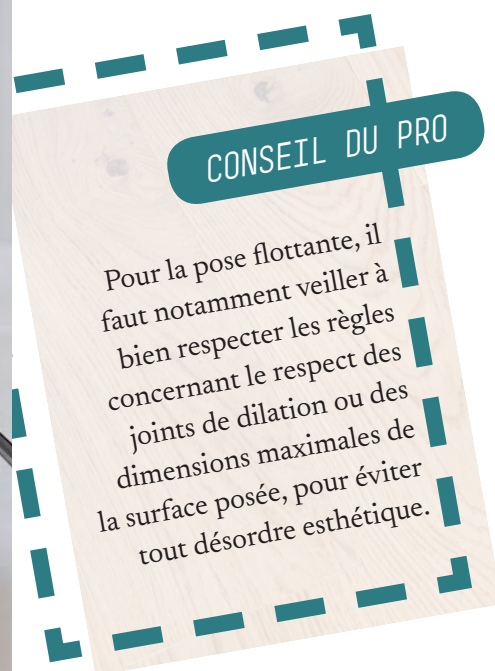 CONSEIL DU PRO
Pour la pose flottante, il
faut notamment veiller à
bien respecter les règles
concernant le respect des
joints de dilation ou des
dimensions maximales de
la surface posée, pour éviter
tout désordre esthétique.